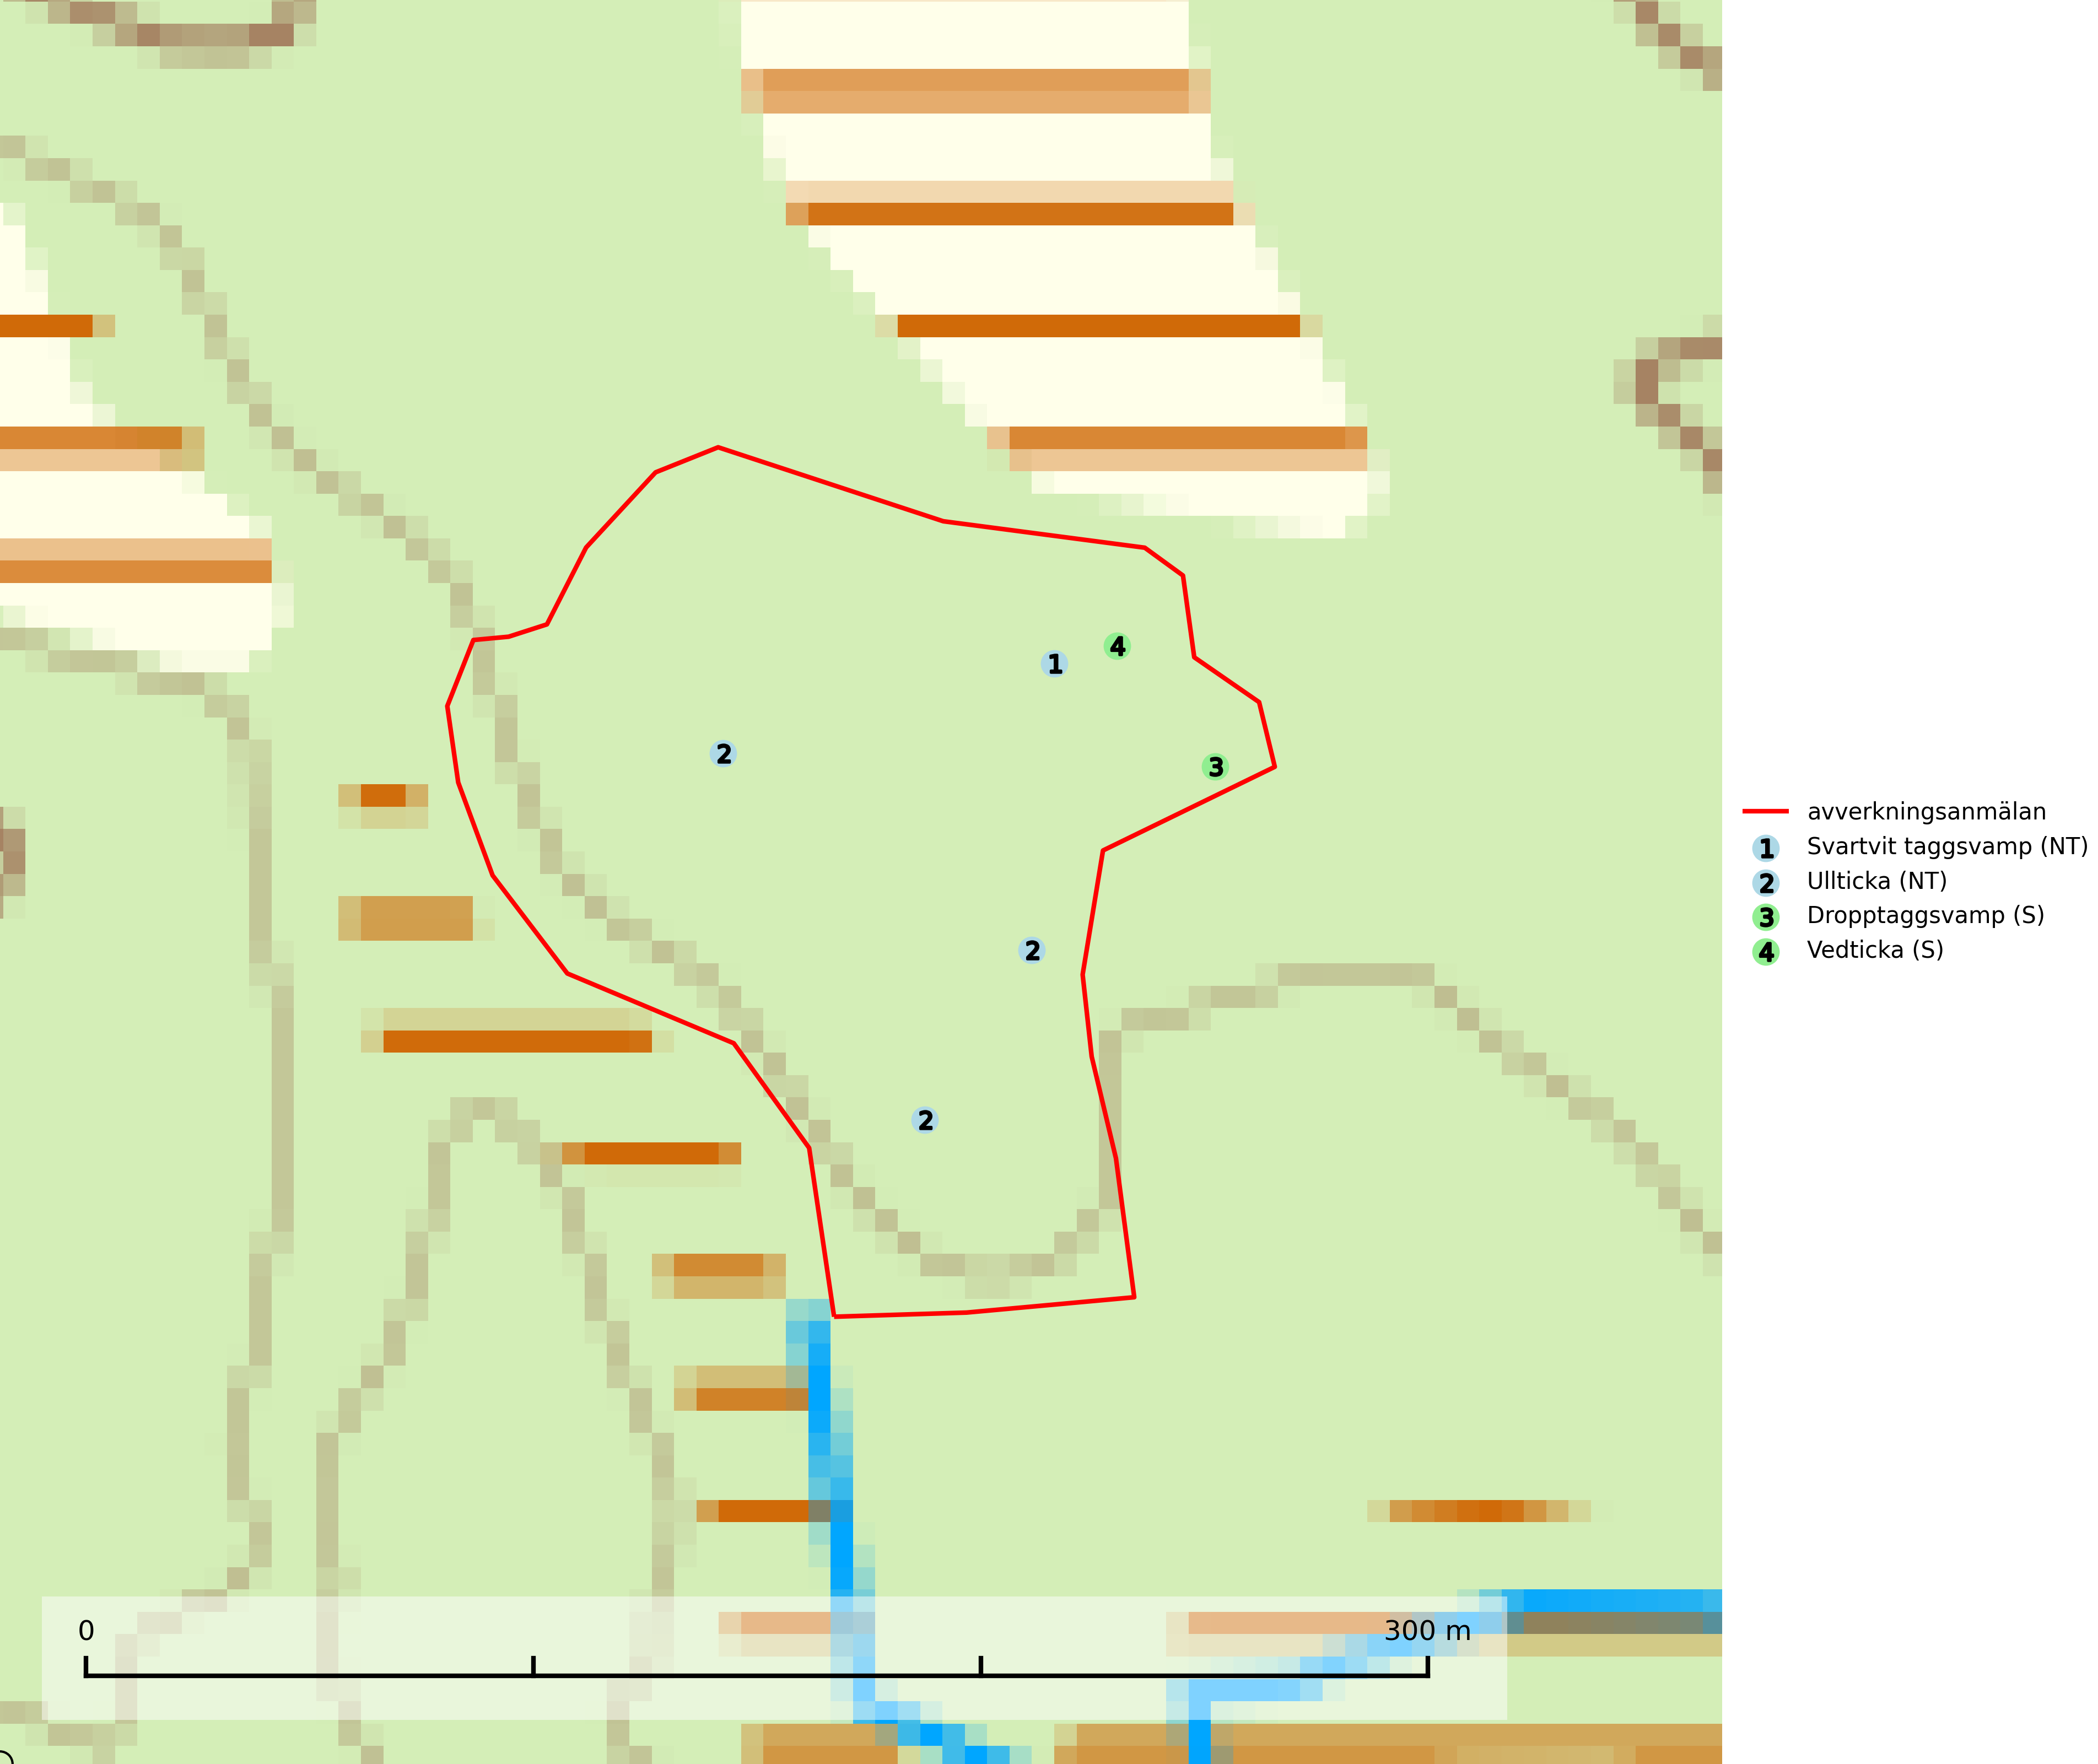 4
1
2
3
2
2
avverkningsanmälan
1 Svartvit taggsvamp (NT)
2 Ullticka (NT)
3 Dropptaggsvamp (S)
4 Vedticka (S)
0 300 m